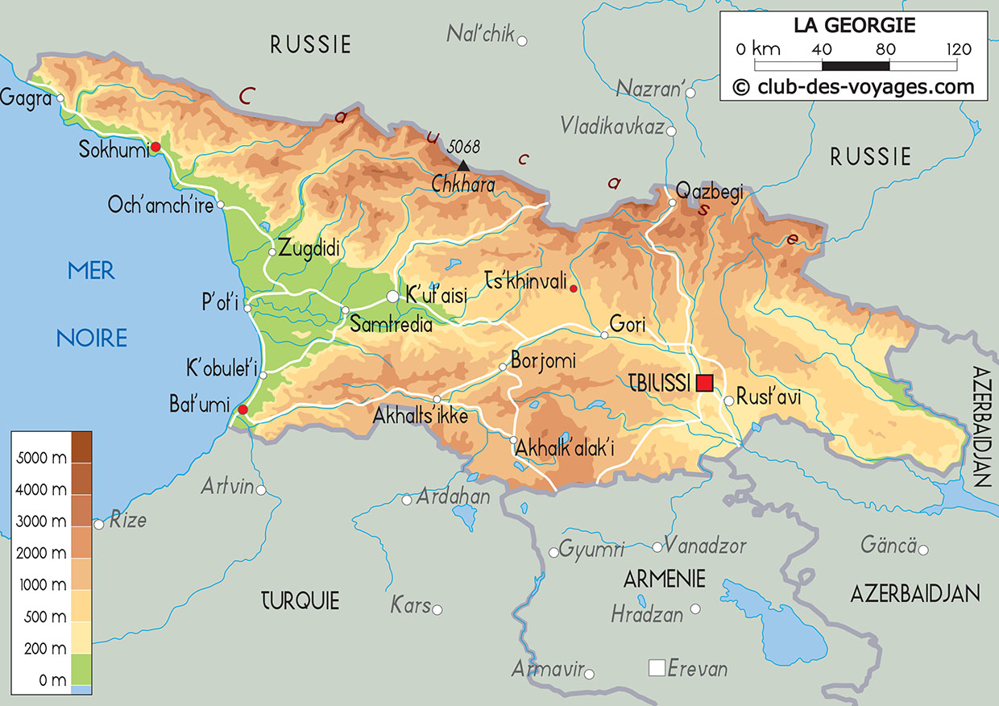 LA GEORGIE
0 km 40 80 120
© club-des-voyages.com
RUSSIE
Nal'chik
Nazran'
Vladikavkaz
RUSSIE
Gagra
C a u c a s e
Sokhumi
5068
Chkhara
Qazbegi
Och'amch'ire
Zugdidi
MER
NOIRE
Ts'khinvali
P'ot'i
K'ut'aisi
Samtredia
Gori
K'obulet'i
Borjomi
TBILISSI
Rust'avi
Bat'umi
Akhalts'ikke
Akhalk'alak'i
AZERBAIDJAN
5000 m
4000 m
3000 m
2000 m
1000 m
500 m
200 m
0 m
Artvin
Ardahan
Rize
Gyumri
Vanadzor
Gäncä
ARMENIE
AZERBAIDJAN
TURQUIE
Kars
Hradzan
Armavir
Erevan